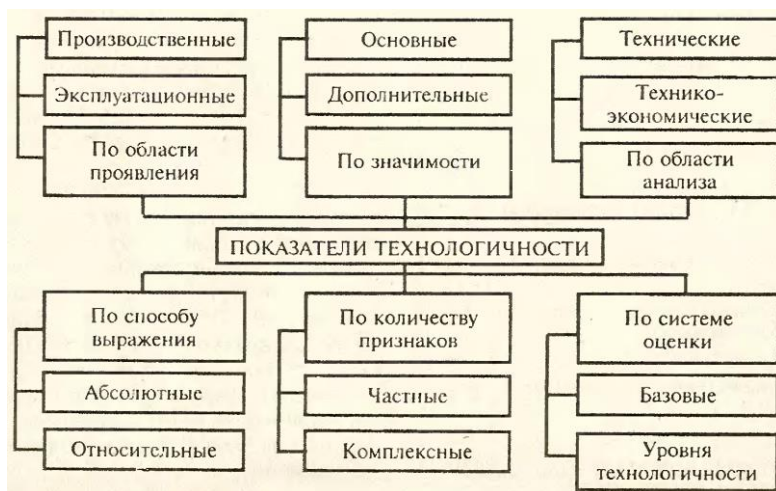 Производственные
Основные
Технические
Эксплуатационные
Дополнительные
Технико-
экономические
По области
проявления
По значимости
По области
анализа
ПОКАЗАТЕЛИ ТЕХНОЛОГИЧНОСТИ
По способу
выражения
По количеству
признаков
По системе
оценки
Абсолютные
Частные
Базовые
Относительные
Комплексные
Уровня
технологичности